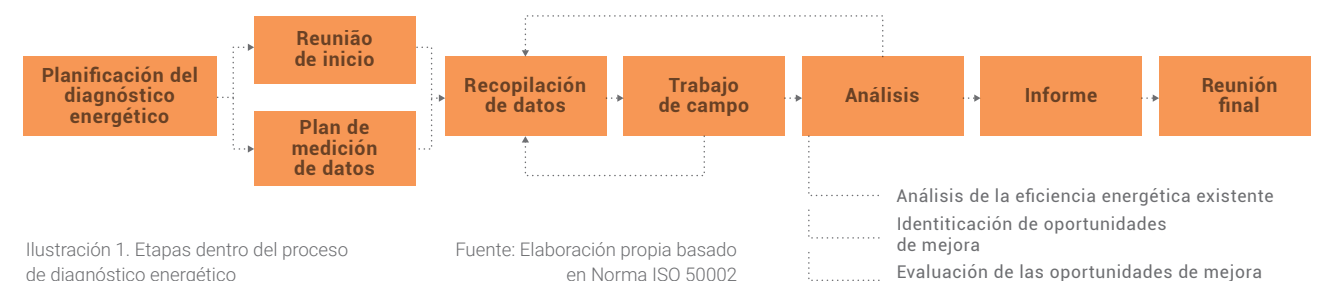 Planificación del
diagnóstico
energético
Reunião
de inicio
Plan de
medición
de datos
Recopilación
de datos
Trabajo
de campo
Análisis
Informe
Reunión
final
Análisis de la eficiencia energética existente
Identiticación de oportunidades
de mejora
Evaluación de las oportunidades de mejora
Ilustración 1. Etapas dentro del proceso
de diagnóstico energético
Fuente: Elaboración propia basado
en Norma ISO 50002